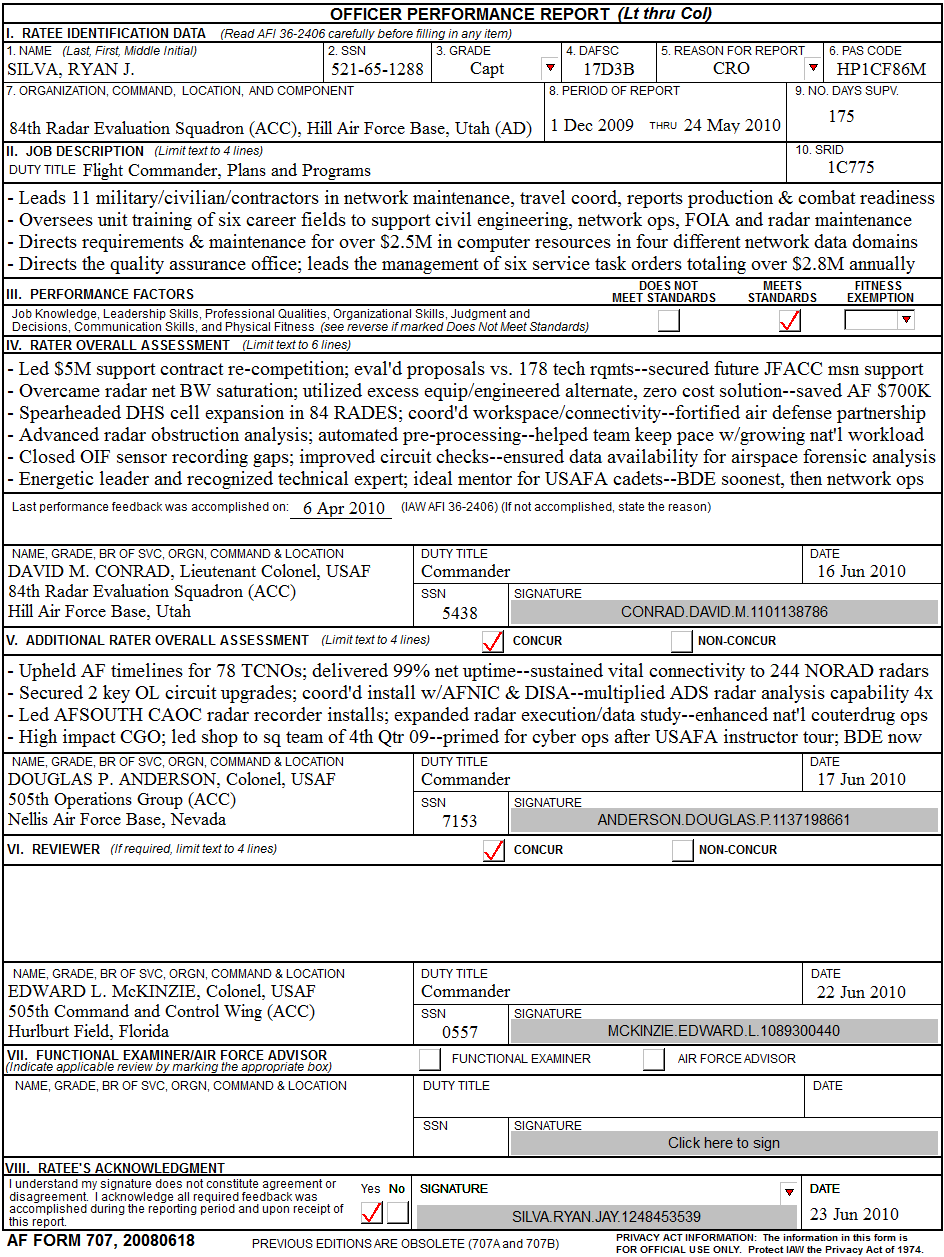 OFFICER PERFORMANCE REPORT (Lt thru Col)
I. RATEE IDENTIFICATION DATA (Read AFI 36-2406 carefully before filling in any item)
1. NAME (Last, First, Middle Initial) 2. SSN 3. GRADE 4. DAFSC 5. REASON FOR REPORT 6. PAS CODE
SILVA, RYAN J. 521-65-1288 Capt 17D3B CRO HP1CF86M
7. ORGANIZATION, COMMAND, LOCATION, AND COMPONENT 8. PERIOD OF REPORT 9. NO. DAYS SUPV.
84th Radar Evaluation Squadron (ACC), Hill Air Force Base, Utah (AD) 1 Dec 2009 THRU 24 May 2010 175
II. JOB DESCRIPTION (Limit text to 4 lines) 10. SRID
DUTY TITLE Flight Commander, Plans and Programs 1C775
- Leads 11 military/civilian/contractors in network maintenance, travel coord, reports production & combat readiness
- Oversees unit training of six career fields to support civil engineering, network ops, FOIA and radar maintenance
- Directs requirements & maintenance for over $2.5M in computer resources in four different network data domains
- Directs the quality assurance office; leads the management of six service task orders totaling over $2.8M annually
III. PERFORMANCE FACTORS DOES NOT MEET STANDARDS MEETS STANDARDS FITNESS EXEMPTION
Job Knowledge, Leadership Skills, Professional Qualities, Organizational Skills, Judgment and
Decisions, Communication Skills, and Physical Fitness (see reverse if marked Does Not Meet Standards)
IV. RATER OVERALL ASSESSMENT (Limit text to 6 lines)
- Led $5M support contract re-competition; eval'd proposals vs. 178 tech rqmts--secured future JFACC msn support
- Overcame radar net BW saturation; utilized excess equip/engineered alternate, zero cost solution--saved AF $700K
- Spearheaded DHS cell expansion in 84 RADES; coord'd workspace/connectivity--fortified air defense partnership
- Advanced radar obstruction analysis; automated pre-processing--helped team keep pace w/growing nat'l workload
- Closed OIF sensor recording gaps; improved circuit checks--ensured data availability for airspace forensic analysis
- Energetic leader and recognized technical expert; ideal mentor for USAFA cadets--BDE soonest, then network ops
Last performance feedback was accomplished on: 6 Apr 2010 (IAW AFI 36-2406) (If not accomplished, state the reason)
NAME, GRADE, BR OF SVC, ORGN, COMMAND & LOCATION DUTY TITLE DATE
DAVID M. CONRAD, Lieutenant Colonel, USAF Commander 16 Jun 2010
84th Radar Evaluation Squadron (ACC) SSN SIGNATURE
Hill Air Force Base, Utah 5438 CONRAD.DAVID.M.1101138786
V. ADDITIONAL RATER OVERALL ASSESSMENT (Limit text to 4 lines) CONCUR NON-CONCUR
- Upheld AF timelines for 78 TCNOs; delivered 99% net uptime--sustained vital connectivity to 244 NORAD radars
- Secured 2 key OL circuit upgrades; coord'd install w/AFNIC & DISA--multiplied ADS radar analysis capability 4x
- Led AFSOUTH CAOC radar recorder installs; expanded radar execution/data study--enhanced nat'l couterdrug ops
- High impact CGO; led shop to sq team of 4th Qtr 09--primed for cyber ops after USAFA instructor tour; BDE now
NAME, GRADE, BR OF SVC, ORGN, COMMAND & LOCATION DUTY TITLE DATE
DOUGLAS P. ANDERSON, Colonel, USAF Commander 17 Jun 2010
505th Operations Group (ACC) SSN SIGNATURE
Nellis Air Force Base, Nevada 7153 ANDERSON.DOUGLAS.P.1137198661
VI. REVIEWER (If required, limit text to 4 lines) CONCUR NON-CONCUR
NAME, GRADE, BR OF SVC, ORGN, COMMAND & LOCATION DUTY TITLE DATE
EDWARD L. McKINZIE, Colonel, USAF Commander 22 Jun 2010
505th Command and Control Wing (ACC) SSN SIGNATURE
Hurlburt Field, Florida 0557 MCKINZIE.EDWARD.L.1089300440
VII. FUNCTIONAL EXAMINER/AIR FORCE ADVISOR FUNCTIONAL EXAMINER AIR FORCE ADVISOR
(Indicate applicable review by marking the appropriate box)
NAME, GRADE, BR OF SVC, ORGN, COMMAND & LOCATION DUTY TITLE DATE
SSN SIGNATURE
Click here to sign
VIII. RATEE'S ACKNOWLEDGMENT
I understand my signature does not constitute agreement or Yes No SIGNATURE DATE
disagreement. I acknowledge all required feedback was
accomplished during the reporting period and upon receipt of
this report. SILVA.RYAN.JAY.1248453539 23 Jun 2010
AF FORM 707, 20080618 PREVIOUS EDITIONS ARE OBSOLETE (707A and 707B) PRIVACY ACT INFORMATION: The information in this form is
FOR OFFICIAL USE ONLY. Protect IAW the Privacy Act of 1974.